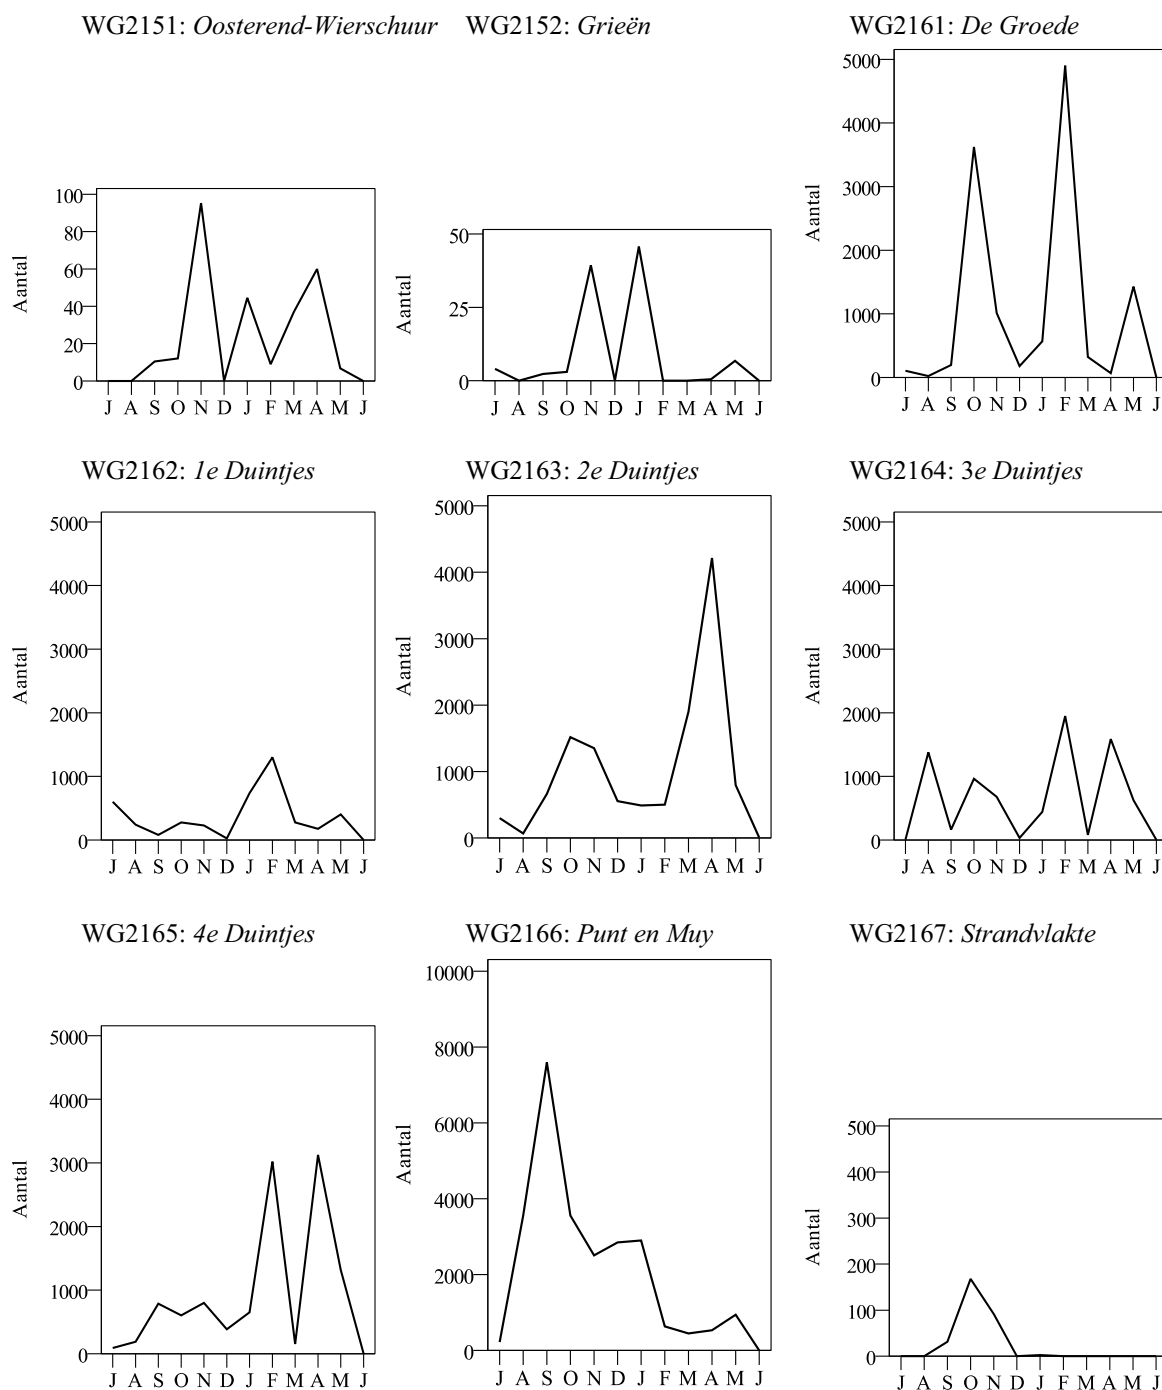 WG2151: Oosterend-Wierschuur
100
80
60
40
20
0
Aantal
J A S O N D J F M A M J
WG2152: Grieën
50
25
0
Aantal
J A S O N D J F M A M J
WG2161: De Groede
5000
4000
3000
2000
1000
0
Aantal
J A S O N D J F M A M J
WG2162: 1e Duintjes
5000
4000
3000
2000
1000
0
Aantal
J A S O N D J F M A M J
WG2163: 2e Duintjes
5000
4000
3000
2000
1000
0
Aantal
J A S O N D J F M A M J
WG2164: 3e Duintjes
5000
4000
3000
2000
1000
0
Aantal
J A S O N D J F M A M J
WG2165: 4e Duintjes
5000
4000
3000
2000
1000
0
Aantal
J A S O N D J F M A M J
WG2166: Punt en Muy
10000
8000
6000
4000
2000
0
Aantal
J A S O N D J F M A M J
WG2167: Strandvlakte
500
400
300
200
100
0
Aantal
J A S O N D J F M A M J